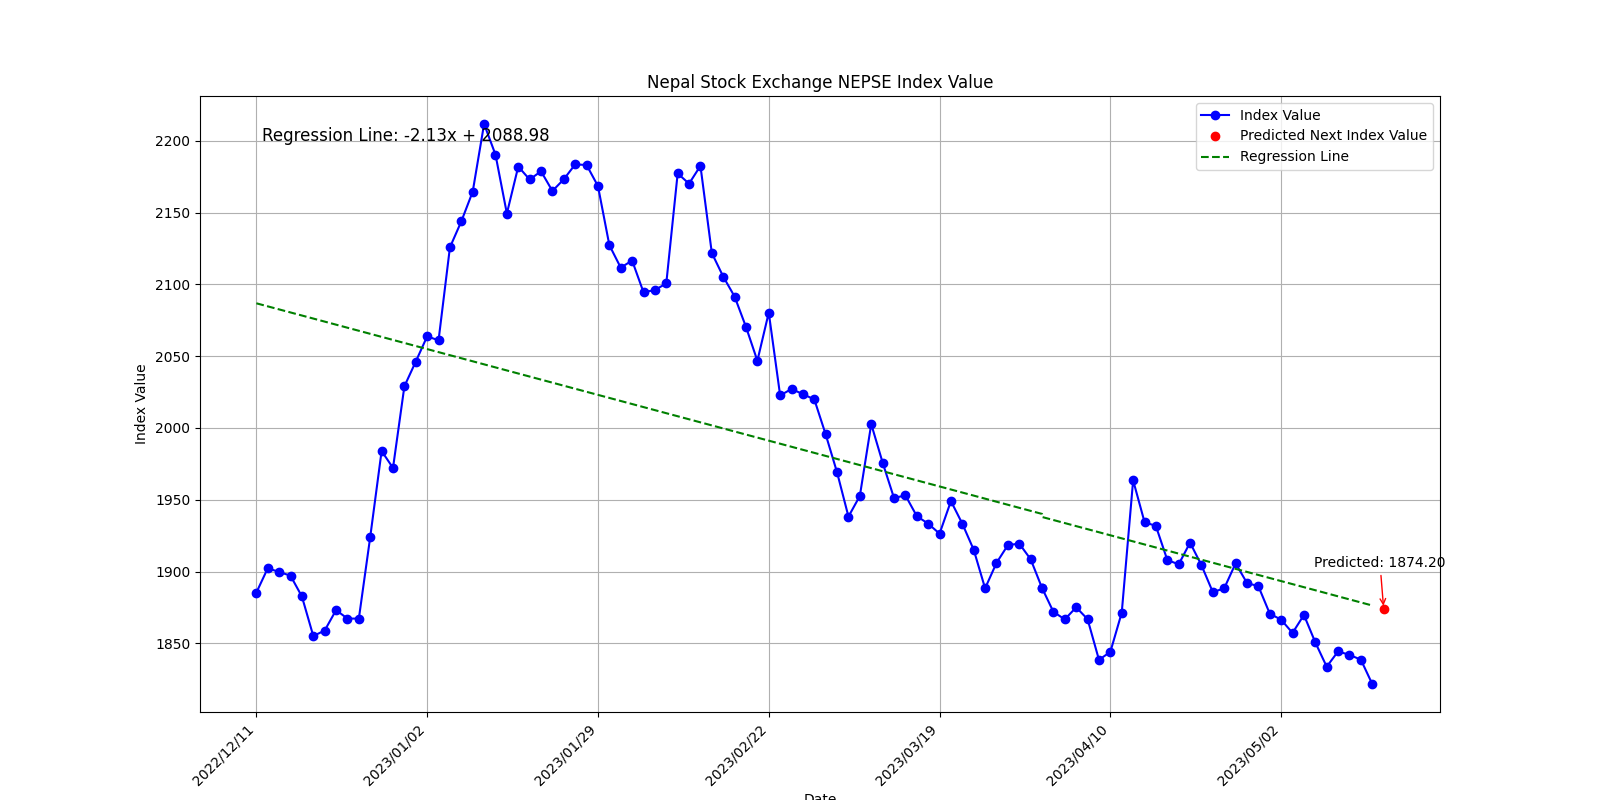 Nepal Stock Exchange NEPSE Index Value
Regression Line: -2.13x + 2088.98
Index Value
Predicted Next Index Value
Regression Line
Predicted: 1874.20
2200
2150
2100
2050
2000
1950
1900
1850
Index Value
2022/12/11
2023/01/02
2023/01/29
2023/02/22
2023/03/19
2023/04/10
2023/05/02
Date